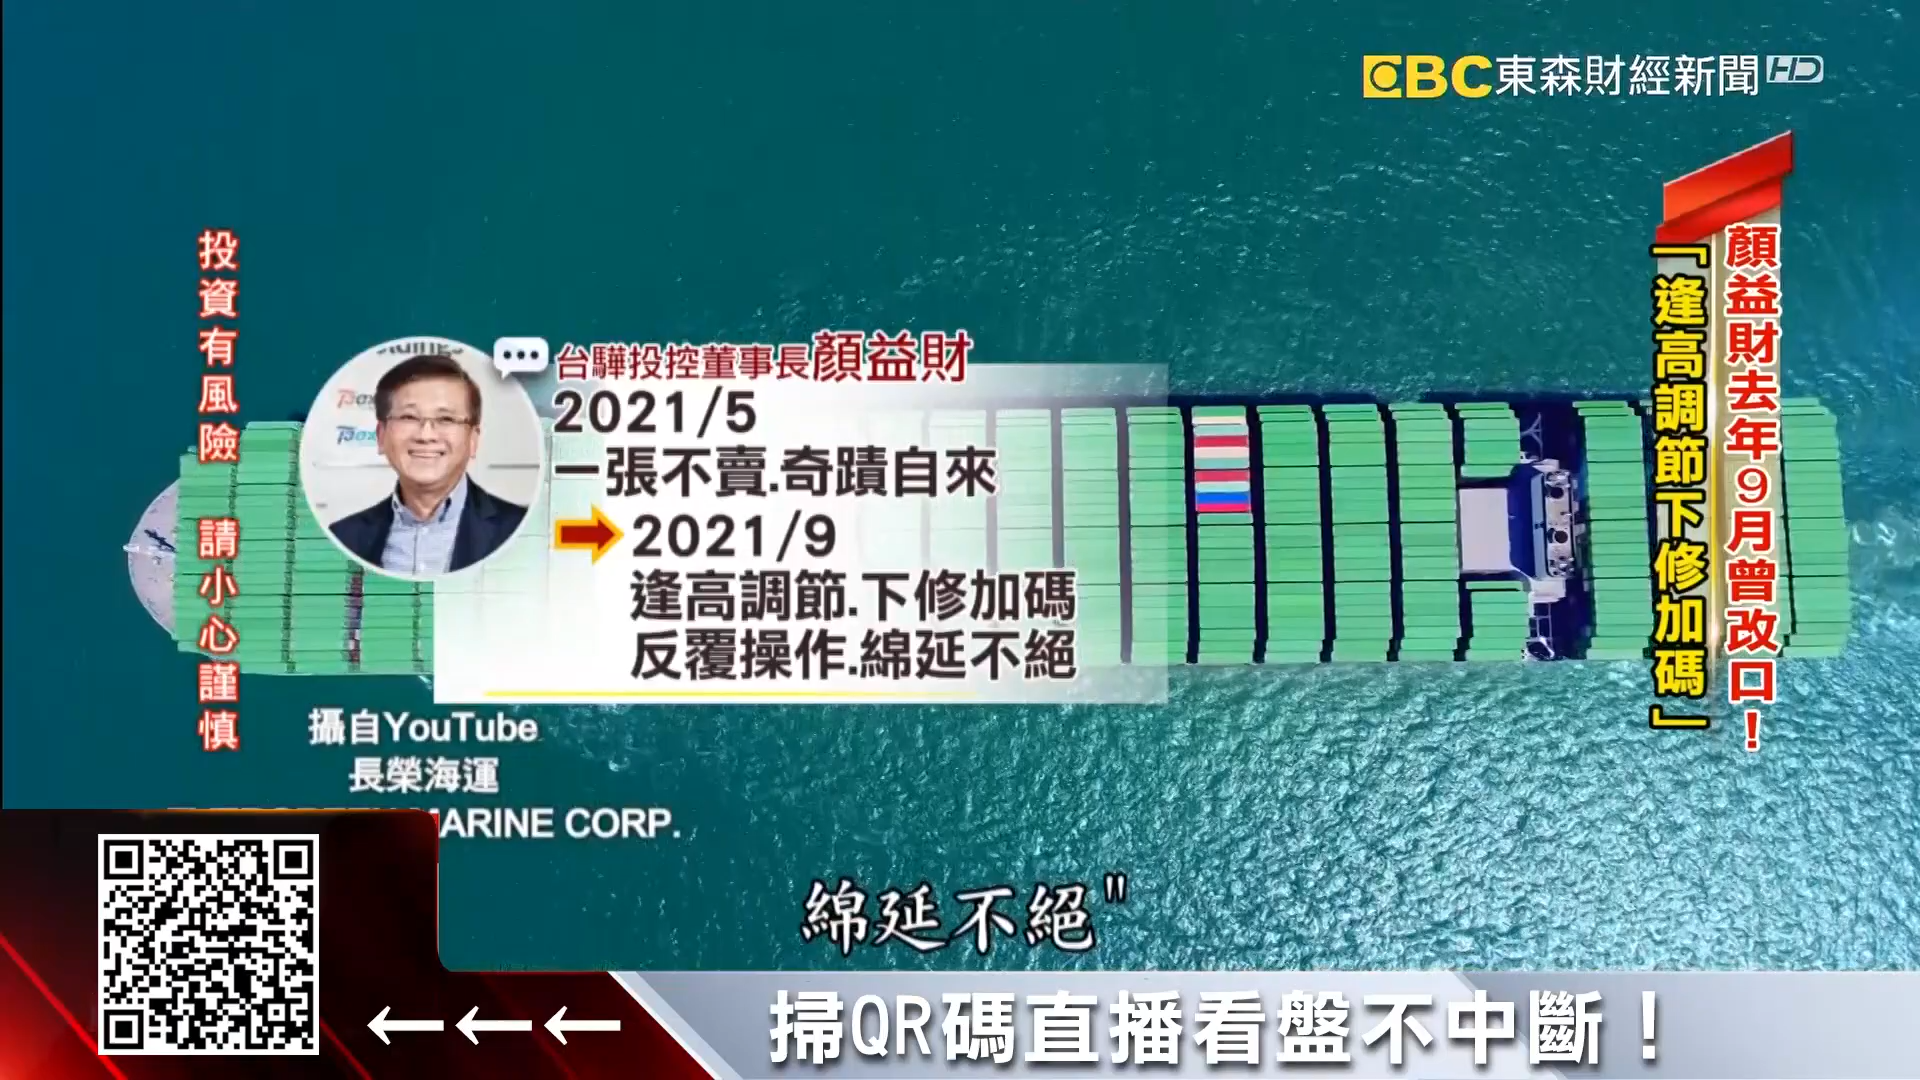 EBC東森財經新聞HD
顏益財去年9月曾改口！
「逢高調節下修加碼」
投資有風險 請小心謹慎
台驊投控董事長顏益財
2021/5
一張不賣.奇蹟自來
2021/9
逢高調節.下修加碼
反覆操作.綿延不絕
攝自YouTube
長榮海運
MARINE CORP.
綿延不絕"
←←←
掃QR碼直播看盤不中斷！